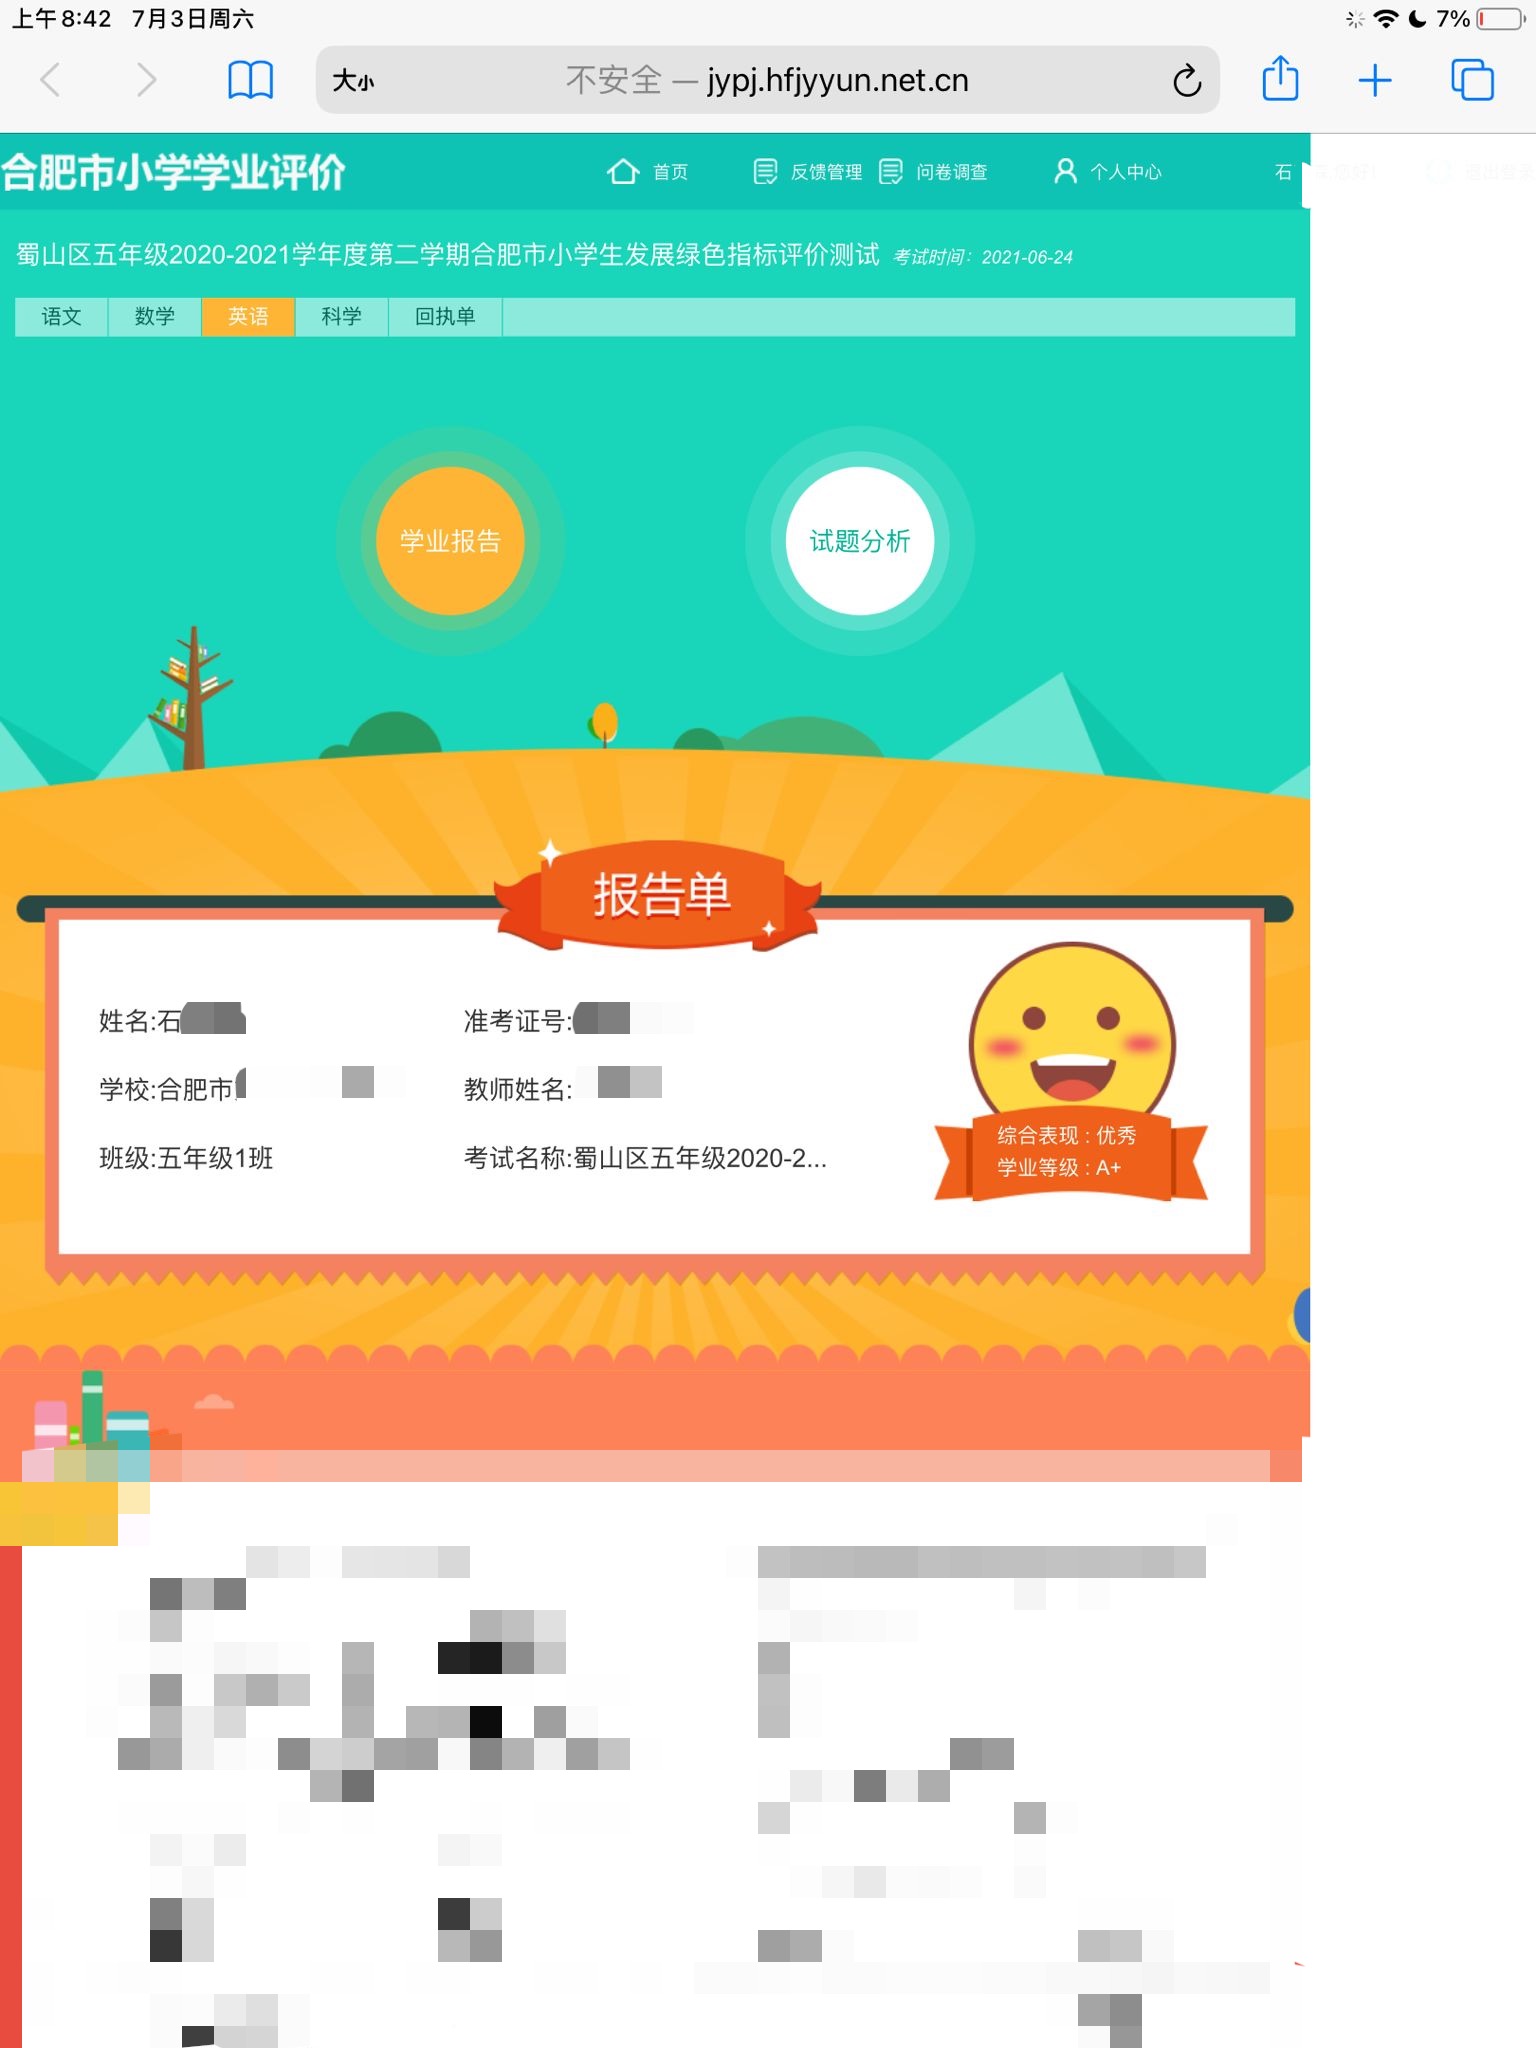 上午8:42 7月3日周六
7%
大小 不安全 — jypj.hfjyyun.net.cn
合肥市小学学业评价 首页 反馈管理 问卷调查 个人中心 石
蜀山区五年级2020-2021学年度第二学期合肥市小学生发展绿色指标评价测试 考试时间：2021-06-24
语文 数学 英语 科学 回执单
学业报告 试题分析
报告单
姓名:石 准考证号:
学校:合肥市 教师姓名:
班级:五年级1班 考试名称:蜀山区五年级2020-2...
综合表现 : 优秀
学业等级 : A+